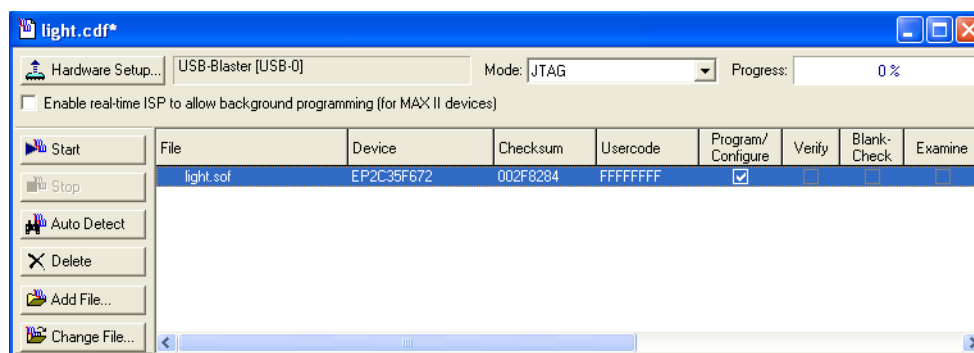 light.cdf*
Hardware Setup... USB-Blaster [USB-0] Mode: JTAG Progress: 0 %
Enable real-time ISP to allow background programming (for MAX II devices)
Start
Stop
Auto Detect
Delete
Add File...
Change File...
File Device Checksum Usercode Program/ Configure Verify Blank- Check Examine
light.sof EP2C35F672 002F8284 FFFFFFFF